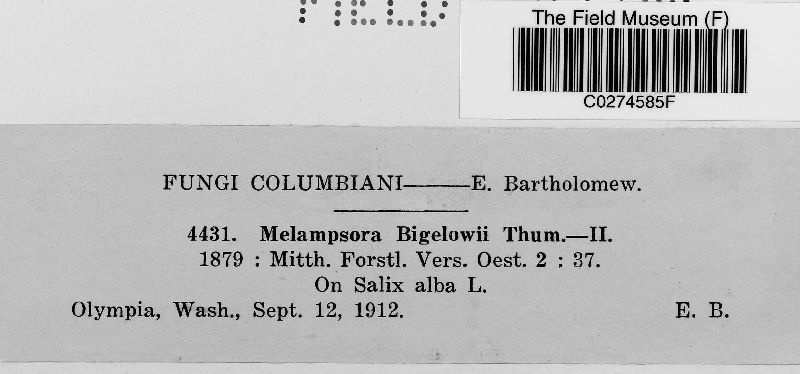 FIELD
The Field Museum (F)
C0274585F
FUNGI COLUMBIANI———E. Bartholomew.
4431. Melampsora Bigelowii Thum.—II.
1879 : Mitth. Forstl. Vers. Oest. 2 : 37.
On Salix alba L.
Olympia, Wash., Sept. 12, 1912. E. B.